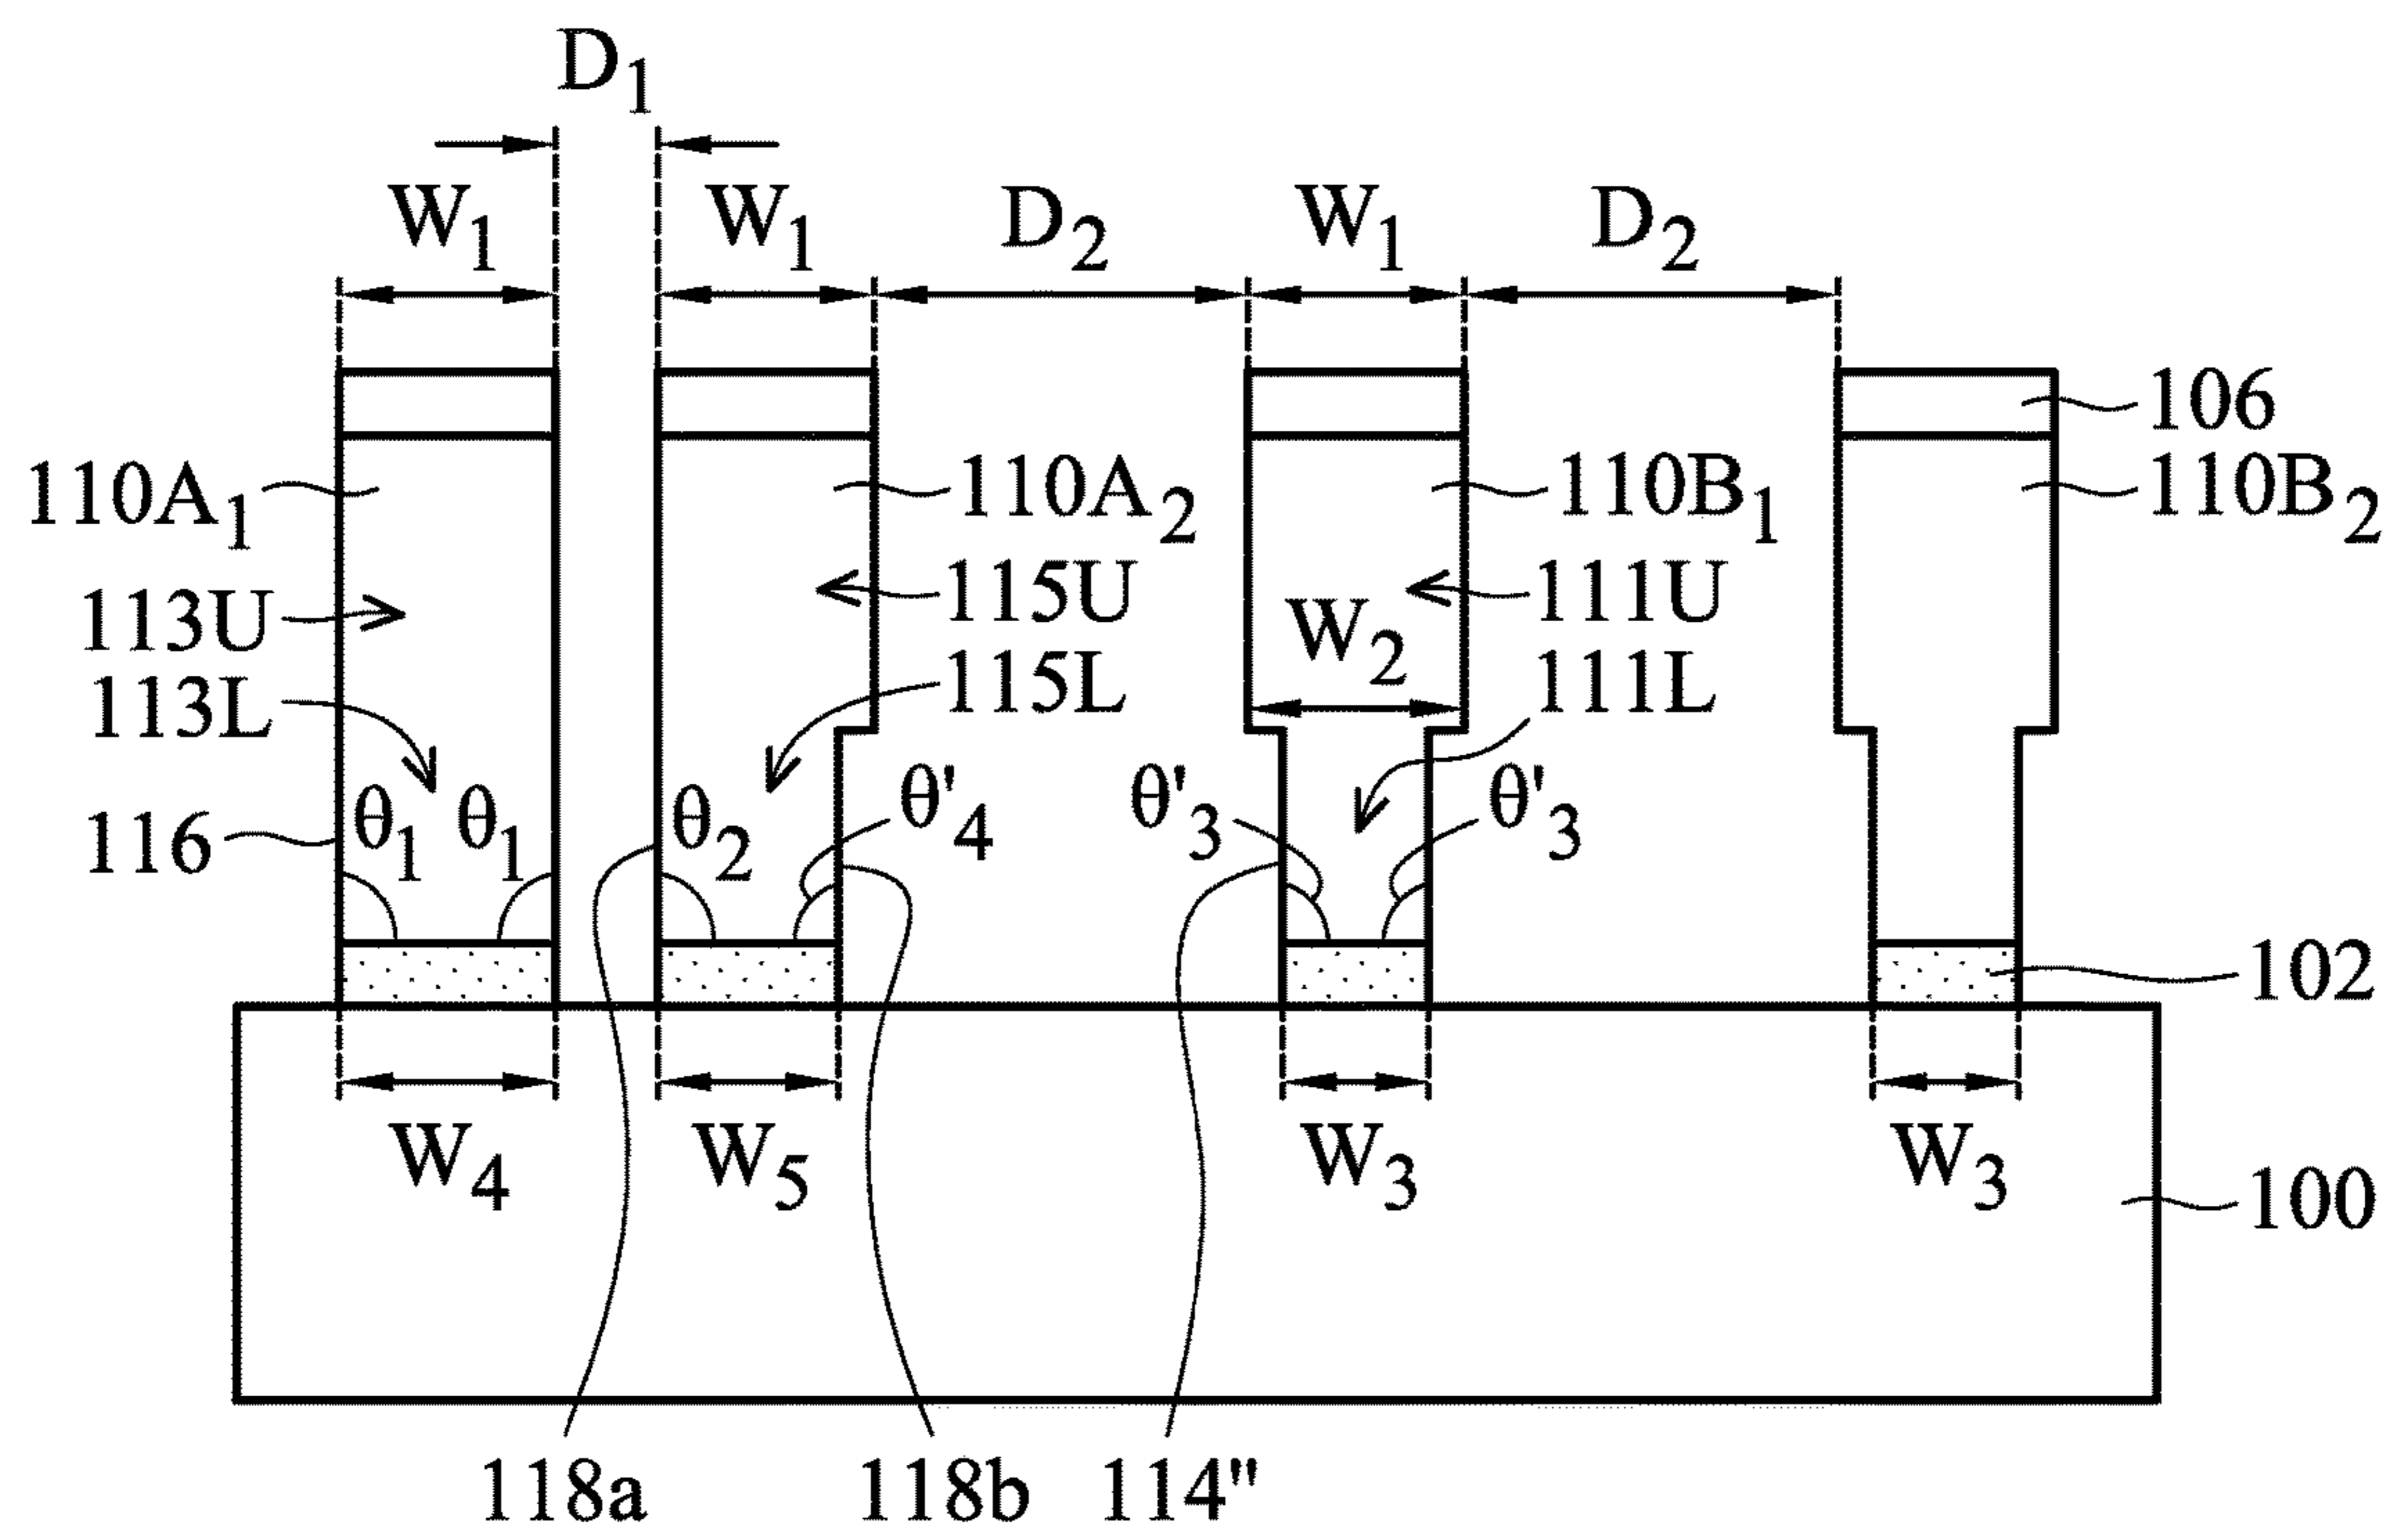 D₁
W₁ W₁ D₂ W₁ D₂
106
110A₁ 110A₂ 110B₁ 110B₂
113U 115U W₂ 111U
113L 115L 111L
116 θ₁ θ₁ θ₂ θ'₄ θ'₃ θ'₃
102
W₄ W₅ W₃ W₃
100
118a 118b 114"